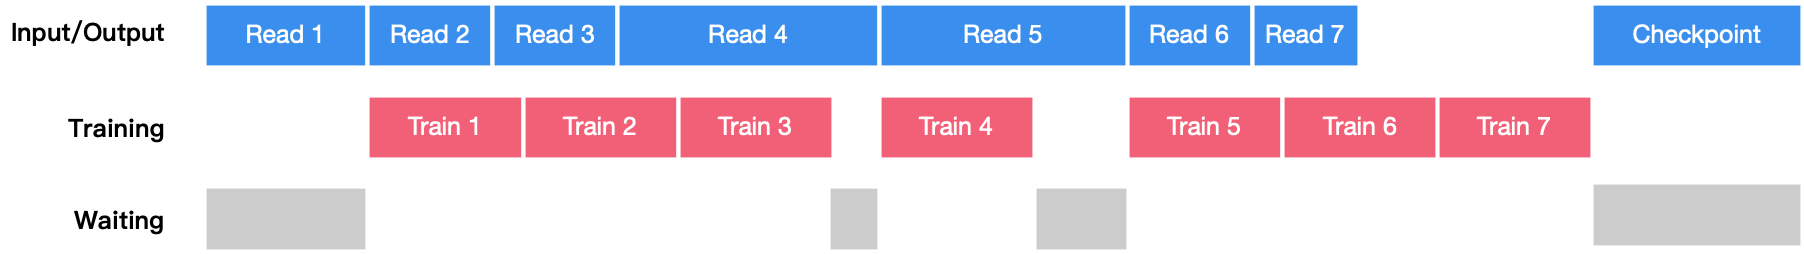 Input/Output Read 1 Read 2 Read 3 Read 4 Read 5 Read 6 Read 7 Checkpoint
Training Train 1 Train 2 Train 3 Train 4 Train 5 Train 6 Train 7
Waiting